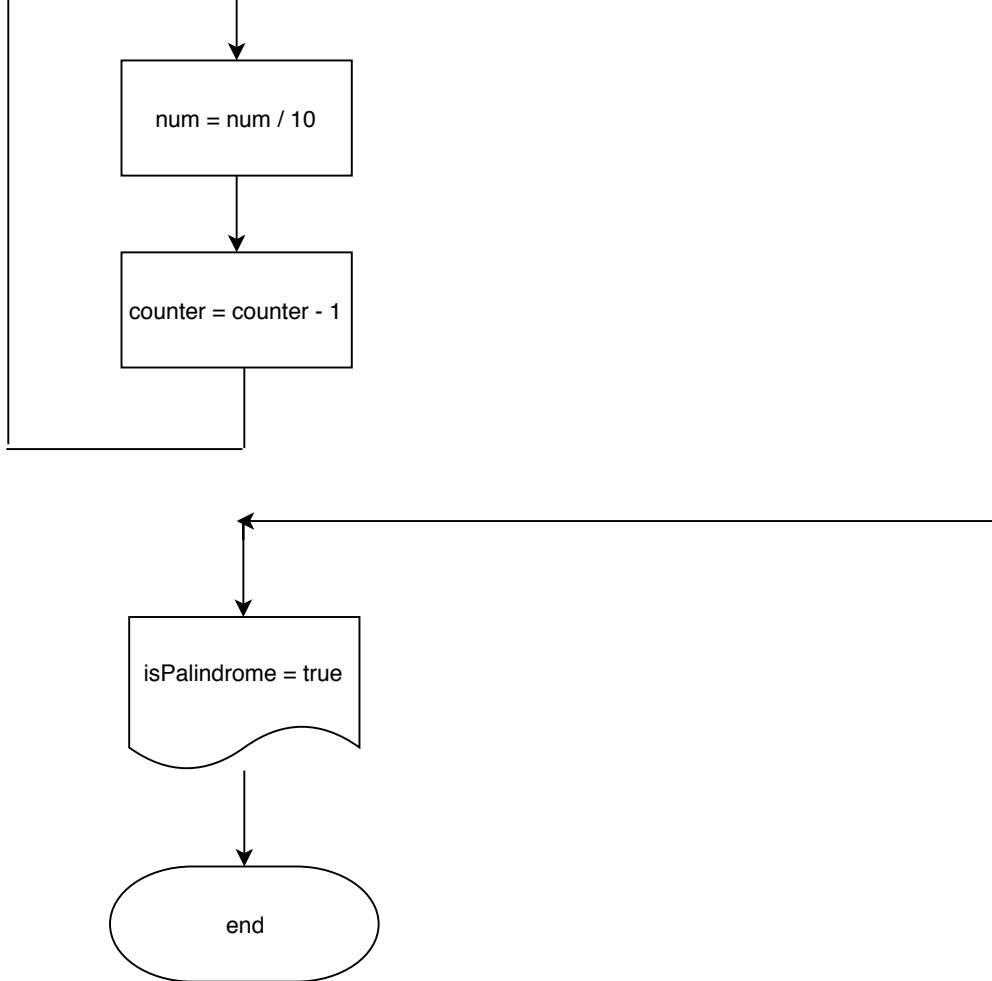 num = num / 10
counter = counter - 1
isPalindrome = true
end